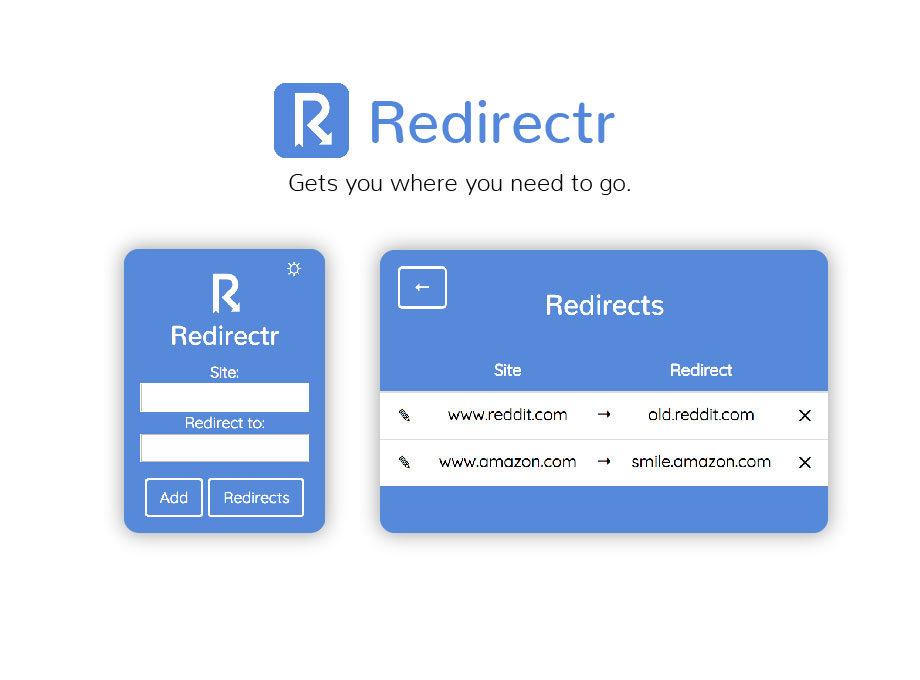 Redirectr
Gets you where you need to go.
Redirectr
Site:
Redirect to:
Add Redirects
←
Redirects
Site Redirect
www.reddit.com → old.reddit.com ✕
www.amazon.com → smile.amazon.com ✕